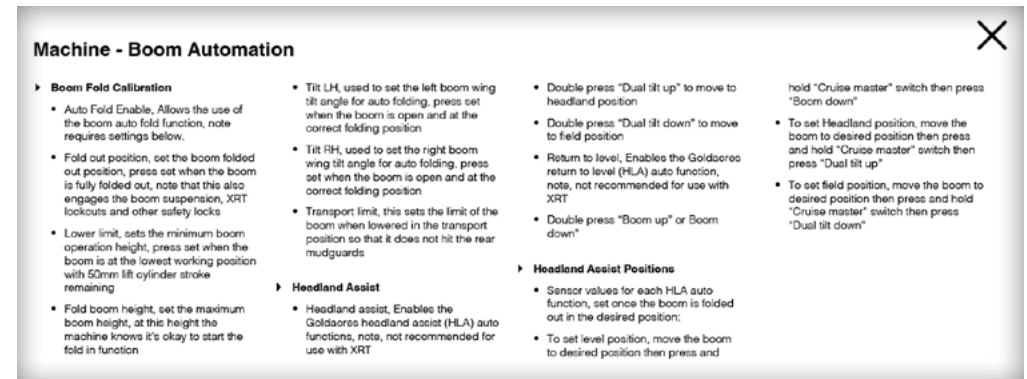 Machine - Boom Automation
Boom Fold Calibration
• Auto Fold Enable, Allows the use of
the boom auto fold function, note
requires settings below.
• Fold out position, set the boom folded
out position, press set when the boom
is fully folded out, note that this also
engages the boom suspension, XRT
lockouts and other safety locks
• Lower limit, sets the minimum boom
operation height, press set when the
boom is at the lowest working position
with 50mm lift cylinder stroke
remaining
• Fold boom height, set the maximum
boom height, at this height the
machine knows it's okay to start the
fold in function
• Tilt LH, used to set the left boom wing
tilt angle for auto folding, press set
when the boom is open and at the
correct folding position
• Tilt RH, used to set the right boom
wing tilt angle for auto folding, press
set when the boom is open and at the
correct folding position
• Transport limit, this sets the limit of the
boom when lowered in the transport
position so that it does not hit the rear
mudguards
Headland Assist
• Headland assist, Enables the
Goldacres headland assist (HLA) auto
functions, note, not recommended for
use with XRT
• Double press "Dual tilt up" to move to
headland position
• Double press "Dual tilt down" to move
to field position
• Return to level, Enables the Goldacres
return to level (HLA) auto function,
note, not recommended for use with
XRT
• Double press "Boom up" or Boom
down"
Headland Assist Positions
• Sensor values for each HLA auto
function, set once the boom is folded
out in the desired position:
• To set level position, move the boom
to desired position then press and
hold "Cruise master" switch then press
"Boom down"
• To set Headland position, move the
boom to desired position then press
and hold "Cruise master" switch then
press "Dual tilt up"
• To set field position, move the boom to
desired position then press and hold
"Cruise master" switch then press
"Dual tilt down"